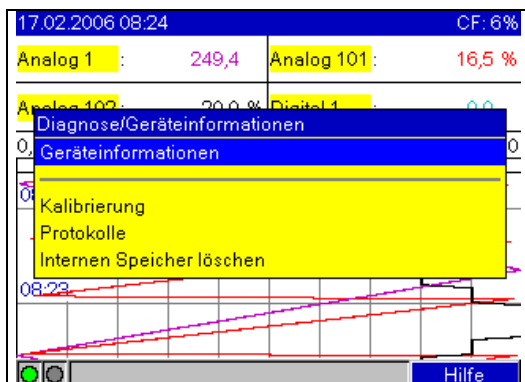 17.02.2006 08:24 CF: 6%
Analog 1 : 249,4 Analog 101 : 16,5 %
Diagnose/Geräteinformationen
Geräteinformationen
Kalibrierung
Protokolle
Internen Speicher löschen
08:23
Hilfe